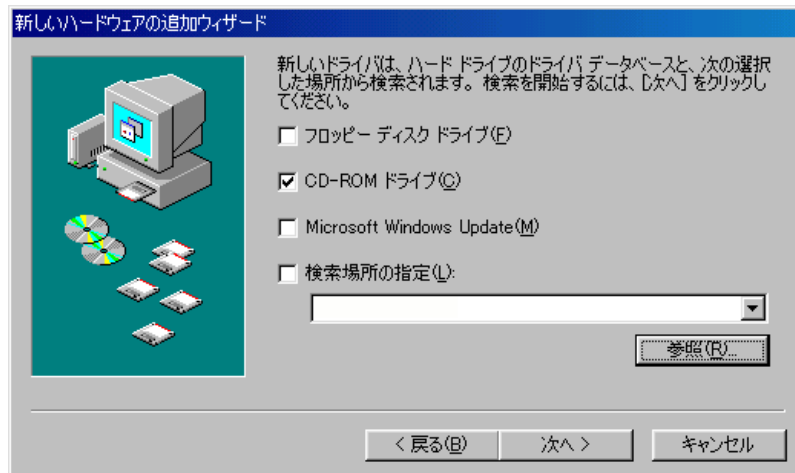 新しいハードウェアの追加ウィザード
新しいドライバは、ハード ドライブのドライバ データベースと、次の選択
した場所から検索されます。検索を開始するには、[次へ] をクリックし
てください。
フロッピー ディスク ドライブ(F)
CD-ROM ドライブ(C)
Microsoft Windows Update(M)
検索場所の指定(L):
参照(R)...
< 戻る(B)
次へ >
キャンセル